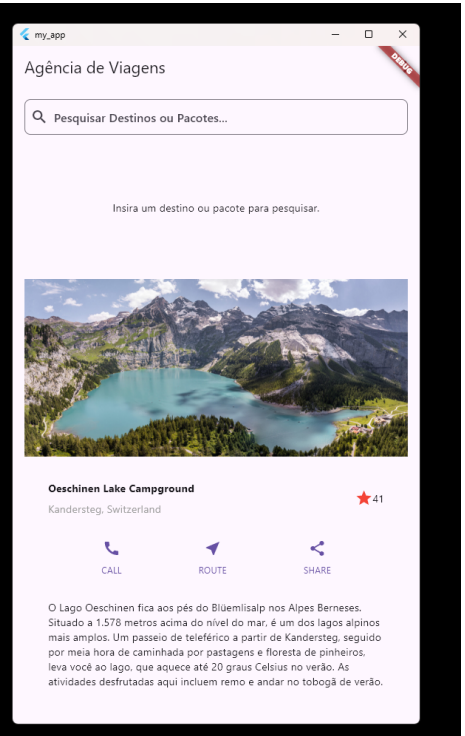 my_app
DEBUG
Agência de Viagens
Pesquisar Destinos ou Pacotes...
Insira um destino ou pacote para pesquisar.
Oeschinen Lake Campground
Kandersteg, Switzerland
41
CALL
ROUTE
SHARE
O Lago Oeschinen fica aos pés do Blüemlisalp nos Alpes Berneses.
Situado a 1.578 metros acima do nível do mar, é um dos lagos alpinos
mais amplos. Um passeio de teleférico a partir de Kandersteg, seguido
por meia hora de caminhada por pastagens e floresta de pinheiros,
leva você ao lago, que aquece até 20 graus Celsius no verão. As
atividades desfrutadas aqui incluem remo e andar no tobogã de verão.